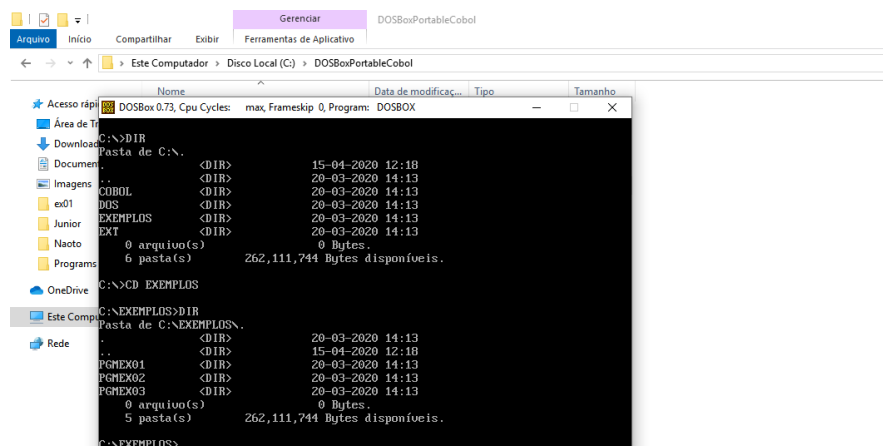 Gerenciar
DOSBoxPortableCobol
Arquivo Início Compartilhar Exibir Ferramentas de Aplicativo
Este Computador > Disco Local (C:) > DOSBoxPortableCobol
Nome Data de modificaç... Tipo Tamanho
Acesso rápi
Área de Tr
Download
Documen
Imagens
ex01
Junior
Naoto
Programs
OneDrive
Este Compu
Rede
DOSBox 0.73, Cpu Cycles: max, Frameskip 0, Program: DOSBOX
C:\>DIR
Pasta de C:\.
. <DIR> 15-04-2020 12:18
.. <DIR> 20-03-2020 14:13
COBOL <DIR> 20-03-2020 14:13
DOS <DIR> 20-03-2020 14:13
EXEMPLOS <DIR> 20-03-2020 14:13
EXT <DIR> 20-03-2020 14:13
0 arquivo(s) 0 Bytes.
6 pasta(s) 262,111,744 Bytes disponíveis.
C:\>CD EXEMPLOS
C:\EXEMPLOS>DIR
Pasta de C:\EXEMPLOS\.
. <DIR> 20-03-2020 14:13
.. <DIR> 15-04-2020 12:18
PGMEX01 <DIR> 20-03-2020 14:13
PGMEX02 <DIR> 20-03-2020 14:13
PGMEX03 <DIR> 20-03-2020 14:13
0 arquivo(s) 0 Bytes.
5 pasta(s) 262,111,744 Bytes disponíveis.
C:\EXEMPLOS>